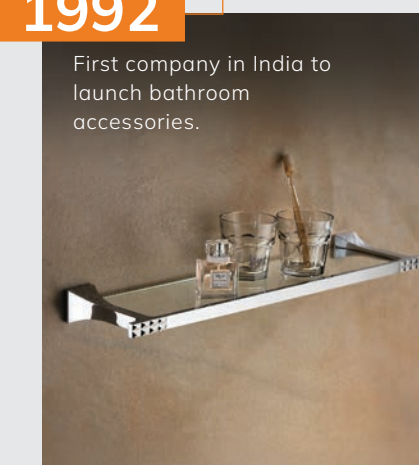 1992
First company in India to
launch bathroom
accessories.